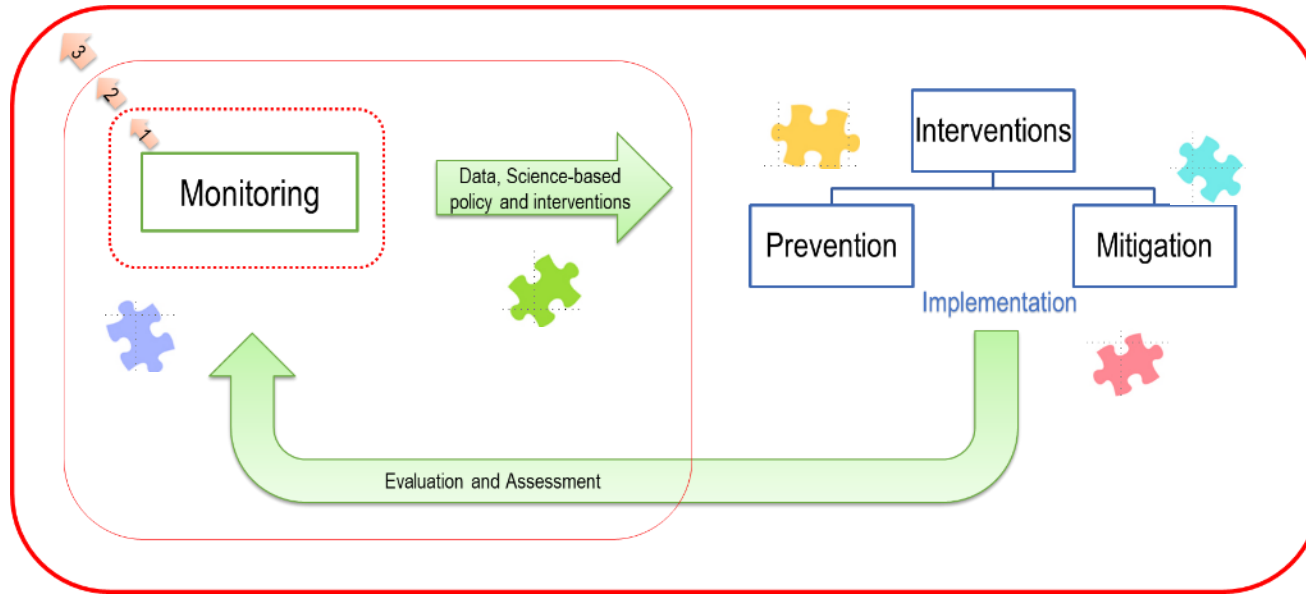 3
2
1
Monitoring
Data, Science-based
policy and interventions
Interventions
Prevention
Mitigation
Implementation
Evaluation and Assessment